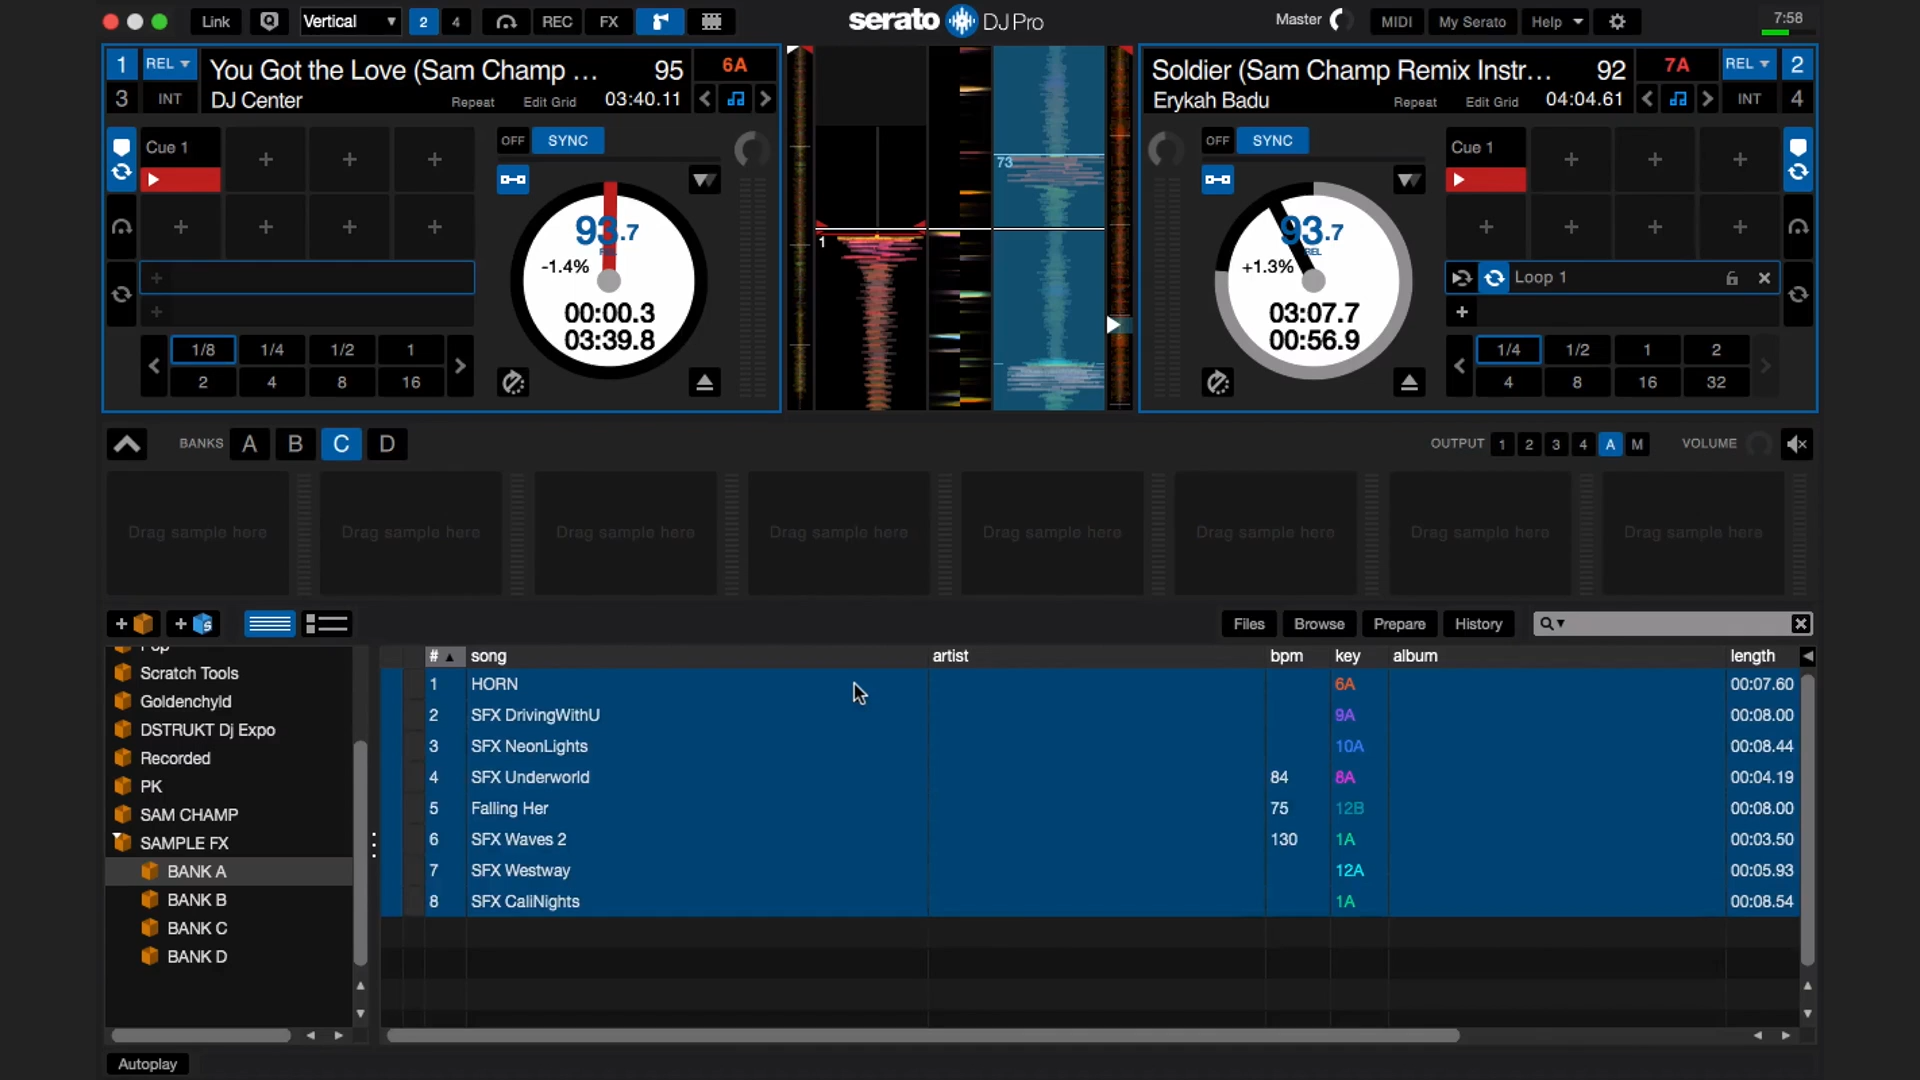 Link
Vertical
2
4
REC
FX
serato DJ Pro
Master
MIDI
My Serato
Help
7:58
1
REL
You Got the Love (Sam Champ ...
95
6A
3
INT
DJ Center
Repeat
Edit Grid
03:40.11
Cue 1
OFF
SYNC
93.7
-1.4%
00:00.3
03:39.8
1/8
1/4
1/2
1
2
4
8
16
1
73
Soldier (Sam Champ Remix Instr...
92
7A
REL
2
Erykah Badu
Repeat
Edit Grid
04:04.61
INT
4
OFF
SYNC
93.7
REL
+1.3%
03:07.7
00:56.9
Cue 1
Loop 1
1/4
1/2
1
2
4
8
16
32
BANKS
A
B
C
D
OUTPUT
1
2
3
4
A
M
VOLUME
Drag sample here
Drag sample here
Drag sample here
Drag sample here
Drag sample here
Drag sample here
Drag sample here
Drag sample here
Files
Browse
Prepare
History
Scratch Tools
Goldenchyld
DSTRUKT Dj Expo
Recorded
PK
SAM CHAMP
SAMPLE FX
BANK A
BANK B
BANK C
BANK D
# song artist bpm key album length
1 HORN 6A 00:07.60
2 SFX DrivingWithU 9A 00:08.00
3 SFX NeonLights 10A 00:08.44
4 SFX Underworld 84 8A 00:04.19
5 Falling Her 75 12B 00:08.00
6 SFX Waves 2 130 1A 00:03.50
7 SFX Westway 12A 00:05.93
8 SFX CaliNights 1A 00:08.54
Autoplay